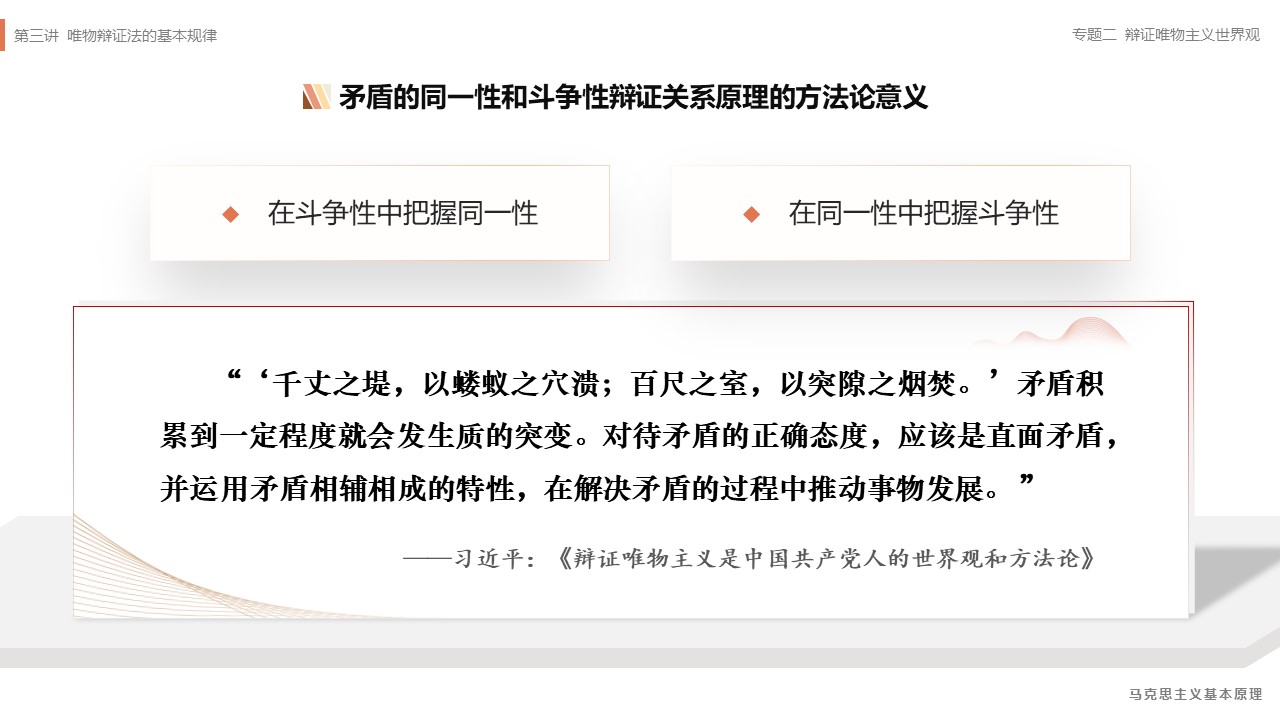 第三讲 唯物辩证法的基本规律
专题二 辩证唯物主义世界观
矛盾的同一性和斗争性辩证关系原理的方法论意义
在斗争性中把握同一性
在同一性中把握斗争性
“‘千丈之堤，以蝼蚁之穴溃；百尺之室，以突隙之烟焚。’矛盾积
累到一定程度就会发生质的突变。对待矛盾的正确态度，应该是直面矛盾，
并运用矛盾相辅相成的特性，在解决矛盾的过程中推动事物发展。”
——习近平：《辩证唯物主义是中国共产党人的世界观和方法论》
马克思主义基本原理